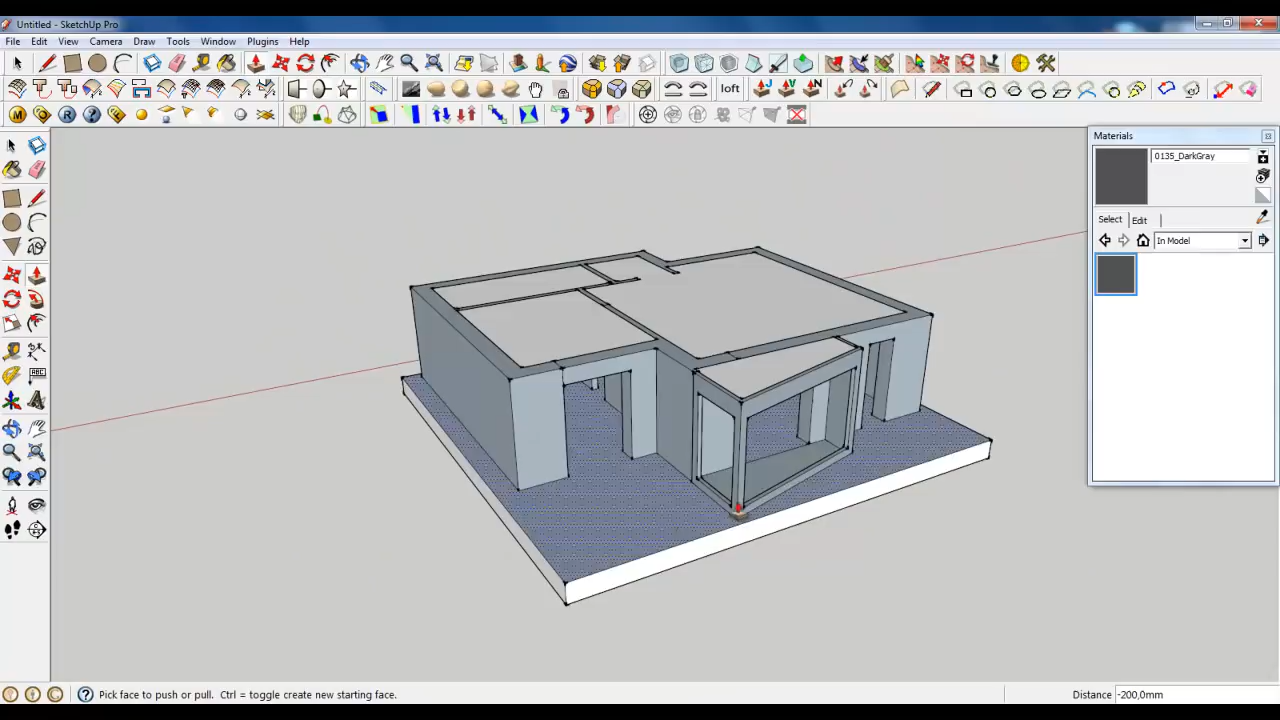 Untitled - SketchUp Pro
File Edit View Camera Draw Tools Window Plugins Help
loft
V N
M R ?
Materials
0135_DarkGray
Select Edit
In Model
ABC
Pick face to push or pull. Ctrl = toggle create new starting face.
Distance -200,0mm